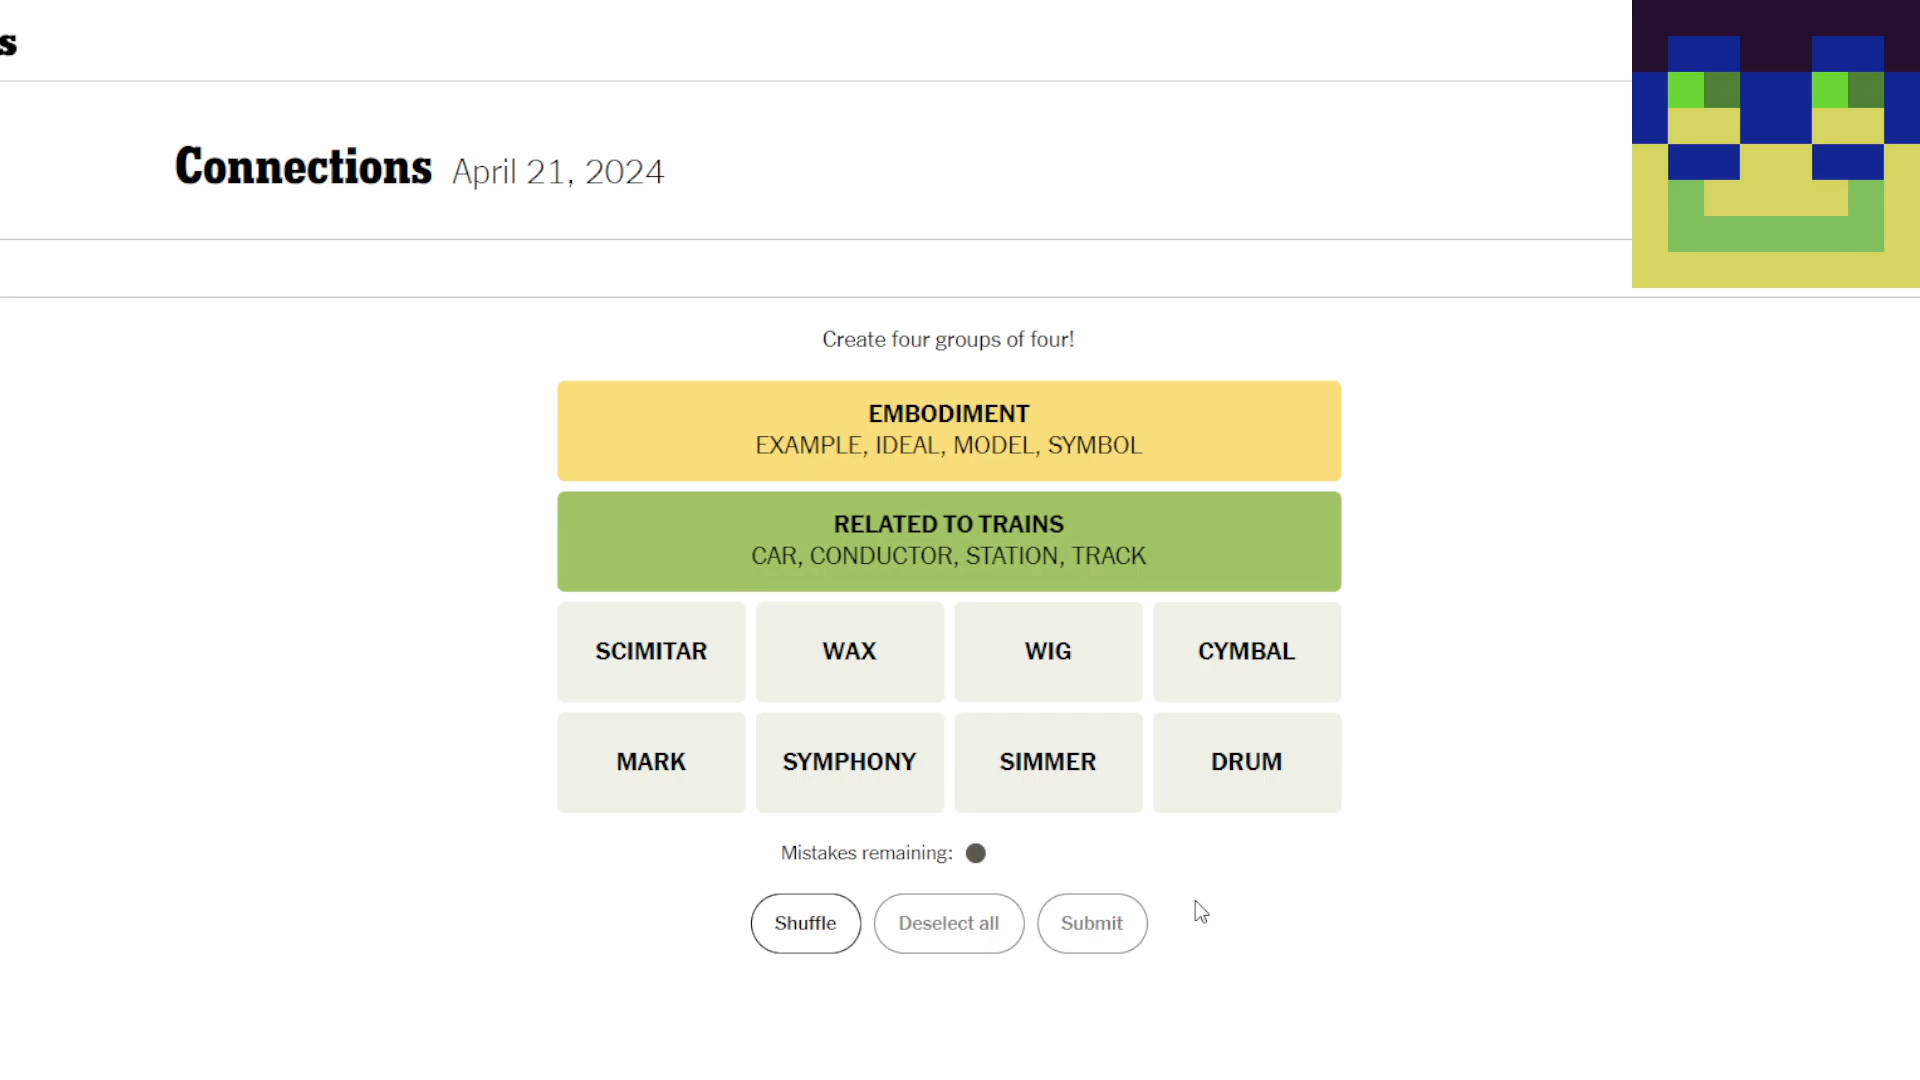 s
Connections April 21, 2024
Create four groups of four!
EMBODIMENT
EXAMPLE, IDEAL, MODEL, SYMBOL
RELATED TO TRAINS
CAR, CONDUCTOR, STATION, TRACK
SCIMITAR WAX WIG CYMBAL
MARK SYMPHONY SIMMER DRUM
Mistakes remaining:
Shuffle Deselect all Submit